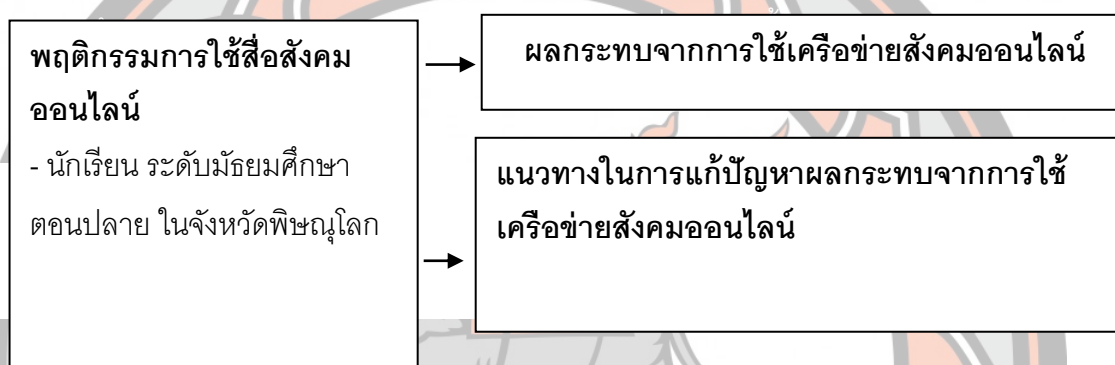 พฤติกรรมการใช้สื่อสังคม
ออนไลน์
- นักเรียน ระดับมัธยมศึกษา
ตอนปลาย ในจังหวัดพิษณุโลก
ผลกระทบจากการใช้เครือข่ายสังคมออนไลน์
แนวทางในการแก้ปัญหาผลกระทบจากการใช้
เครือข่ายสังคมออนไลน์